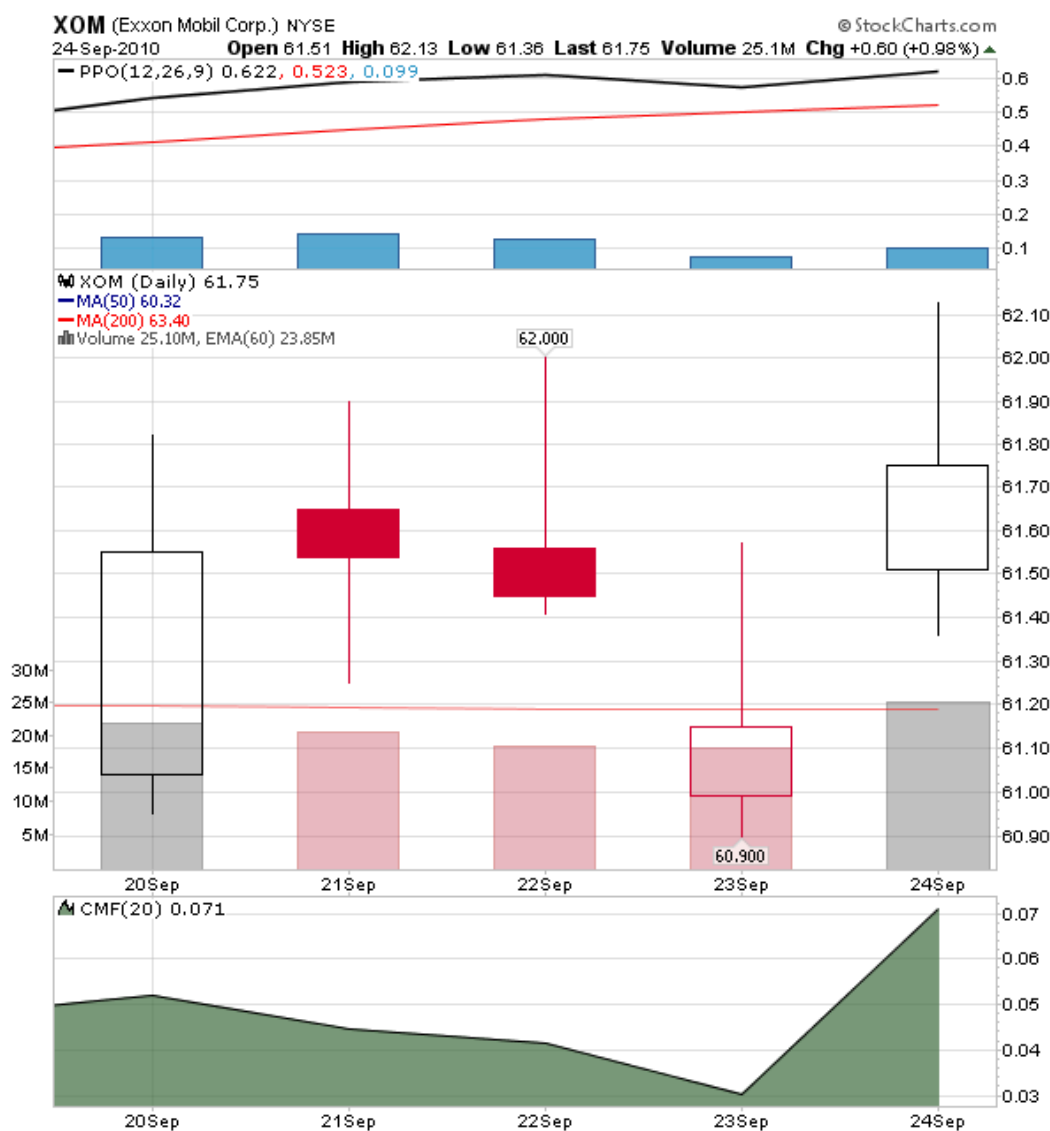 XOM (Exxon Mobil Corp.) NYSE © StockCharts.com
24-Sep-2010 Open 61.51 High 62.13 Low 61.36 Last 61.75 Volume 25.1M Chg +0.60 (+0.98%)
PPO(12,26,9) 0.622, 0.523, 0.099
0.6
0.5
0.4
0.3
0.2
0.1
XOM (Daily) 61.75
MA(50) 60.32
MA(200) 63.40
Volume 25.10M, EMA(60) 23.85M
62.000
62.10
62.00
61.90
61.80
61.70
61.60
61.50
61.40
61.30
61.20
61.10
61.00
60.90
30M
25M
20M
15M
10M
5M
60.900
20Sep 21Sep 22Sep 23Sep 24Sep
CMF(20) 0.071
0.07
0.06
0.05
0.04
0.03
20Sep 21Sep 22Sep 23Sep 24Sep